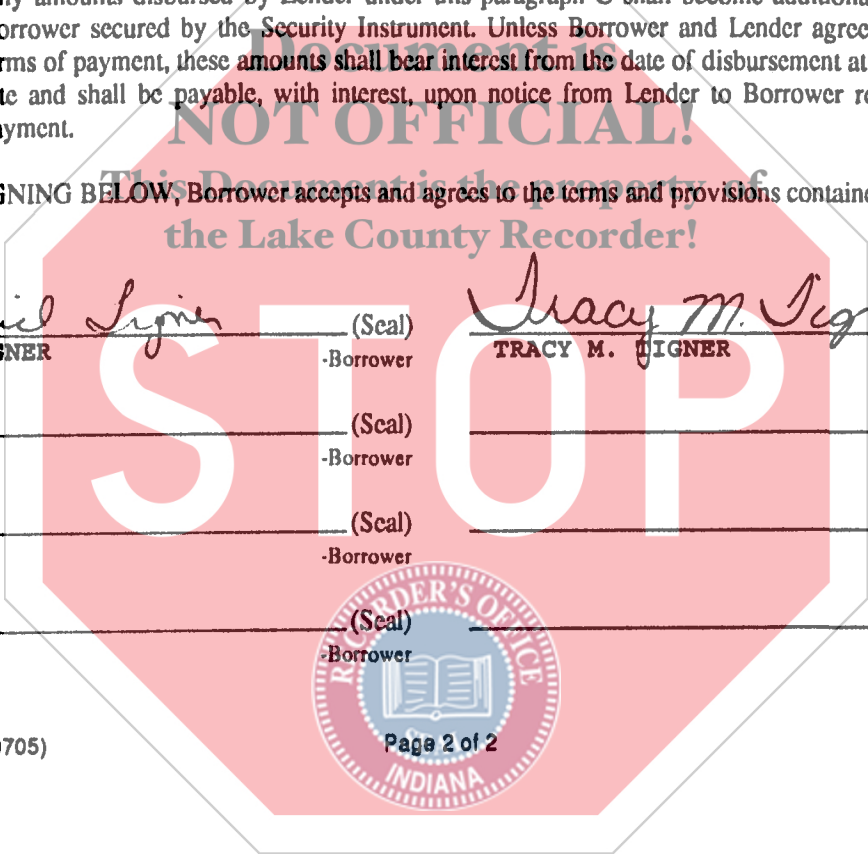 ny amounts disbursed by Lender under this paragraph C shall become additiona
orrower secured by the Security Instrument. Unless Borrower and Lender agree
Document is
rms of payment, these amounts shall bear interest from the date of disbursement at
te and shall be payable, with interest, upon notice from Lender to Borrower re
NOT OFFICIAL!
yment.
This Document is the property of
GNING BELOW, Borrower accepts and agrees to the terms and provisions containe
the Lake County Recorder!
STOP
Tigner (Seal) Tracy M. Tig
GNER -Borrower TRACY M. TIGNER
(Seal)
-Borrower
(Seal)
-Borrower
(Seal)
-Borrower
RECORDER'S OFFICE
SEAL
INDIANA
705) Page 2 of 2